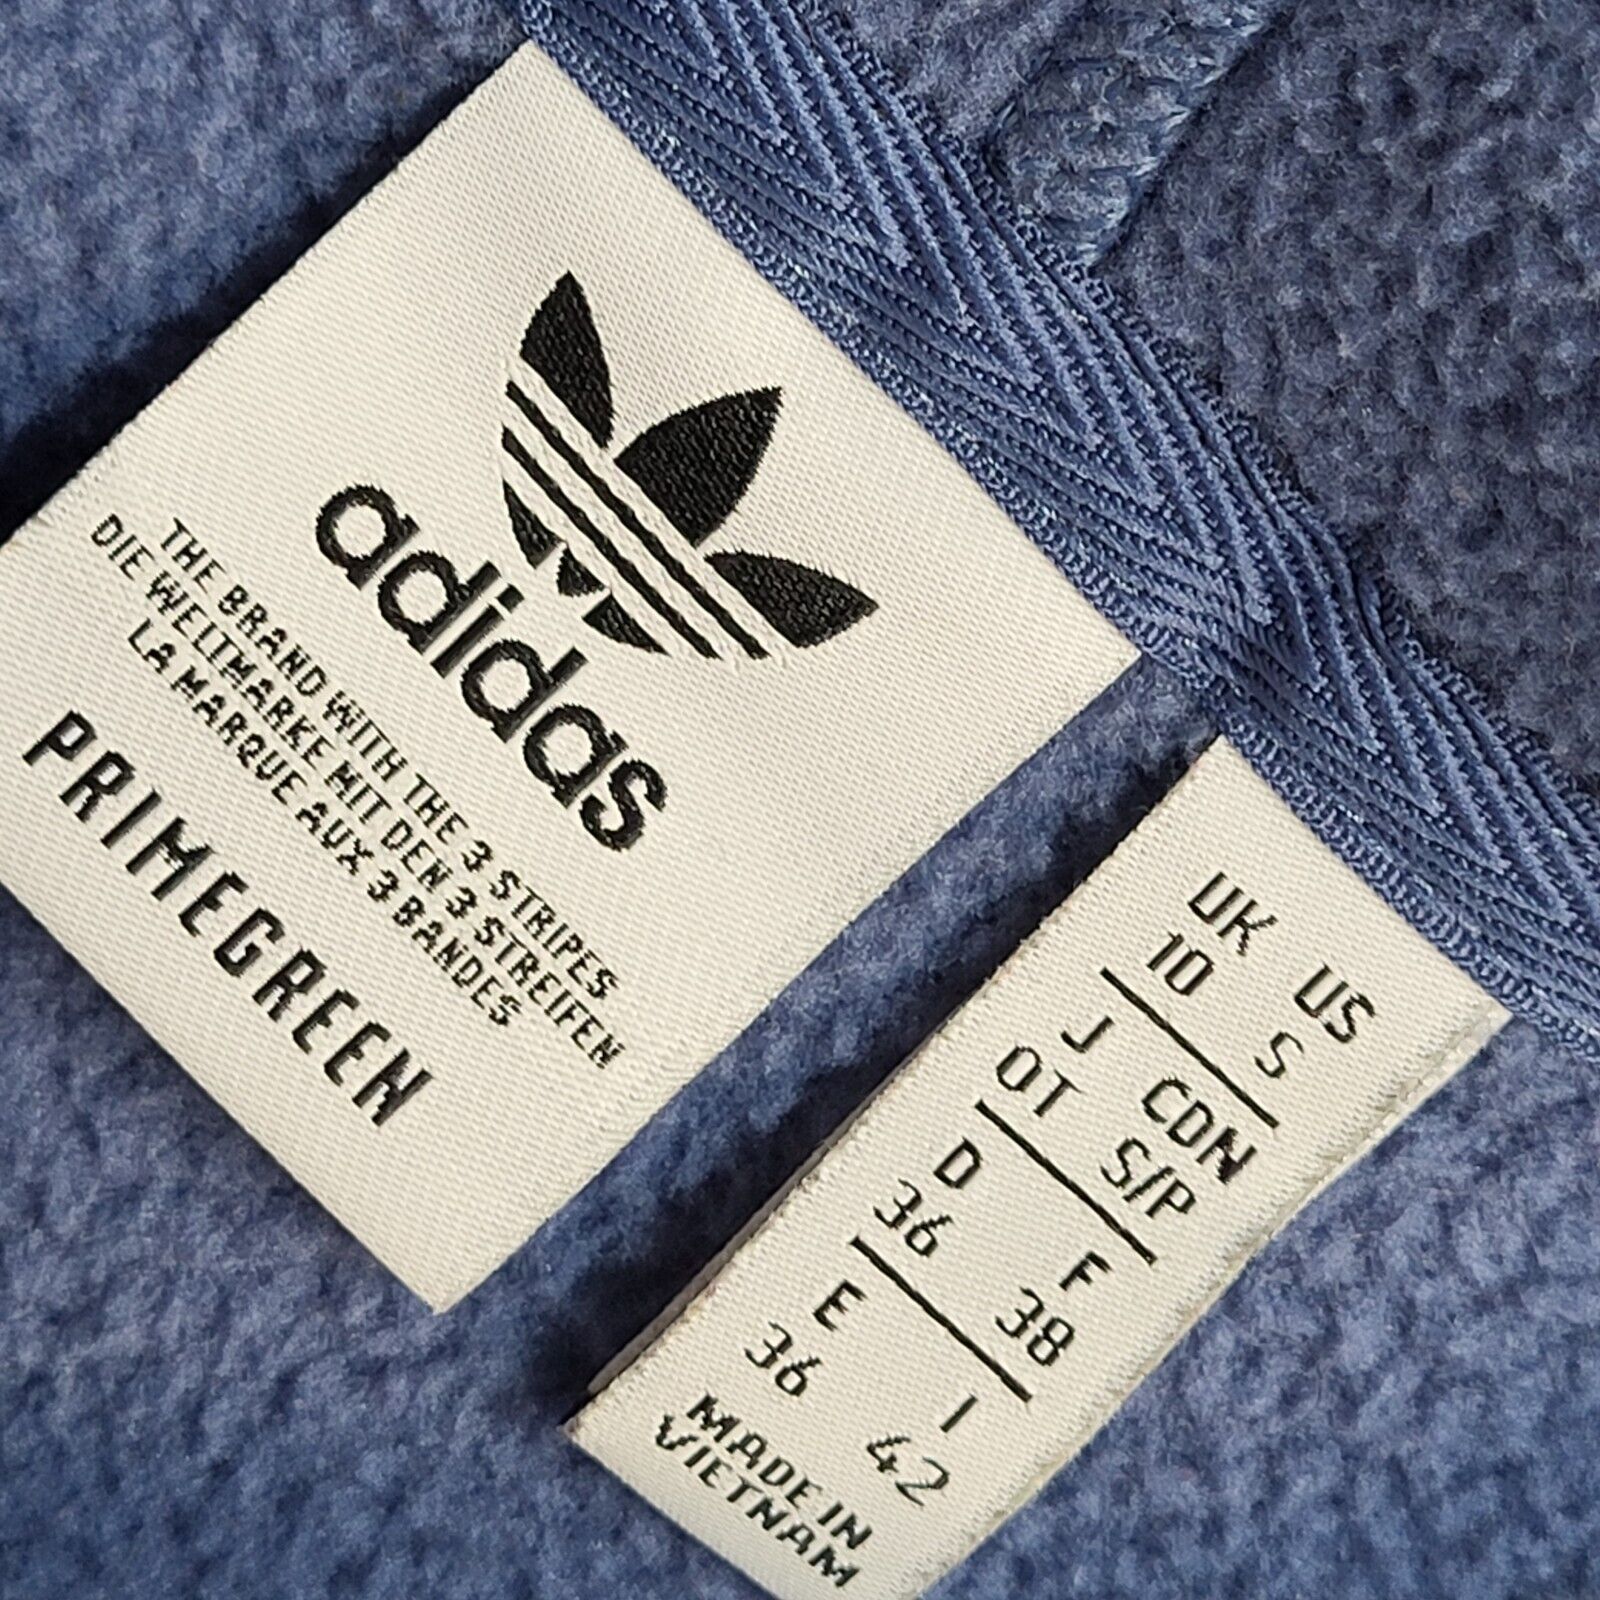 adidas
THE BRAND WITH THE 3 STRIPES
DIE WELTMARKE MIT DEN 3 STREIFEN
LA MARQUE AUX 3 BANDES
PRIMEGREEN
UK US
10 S
J CDN
OT S/P
D F
36 38
E I
36 42
MADE IN
VIETNAM